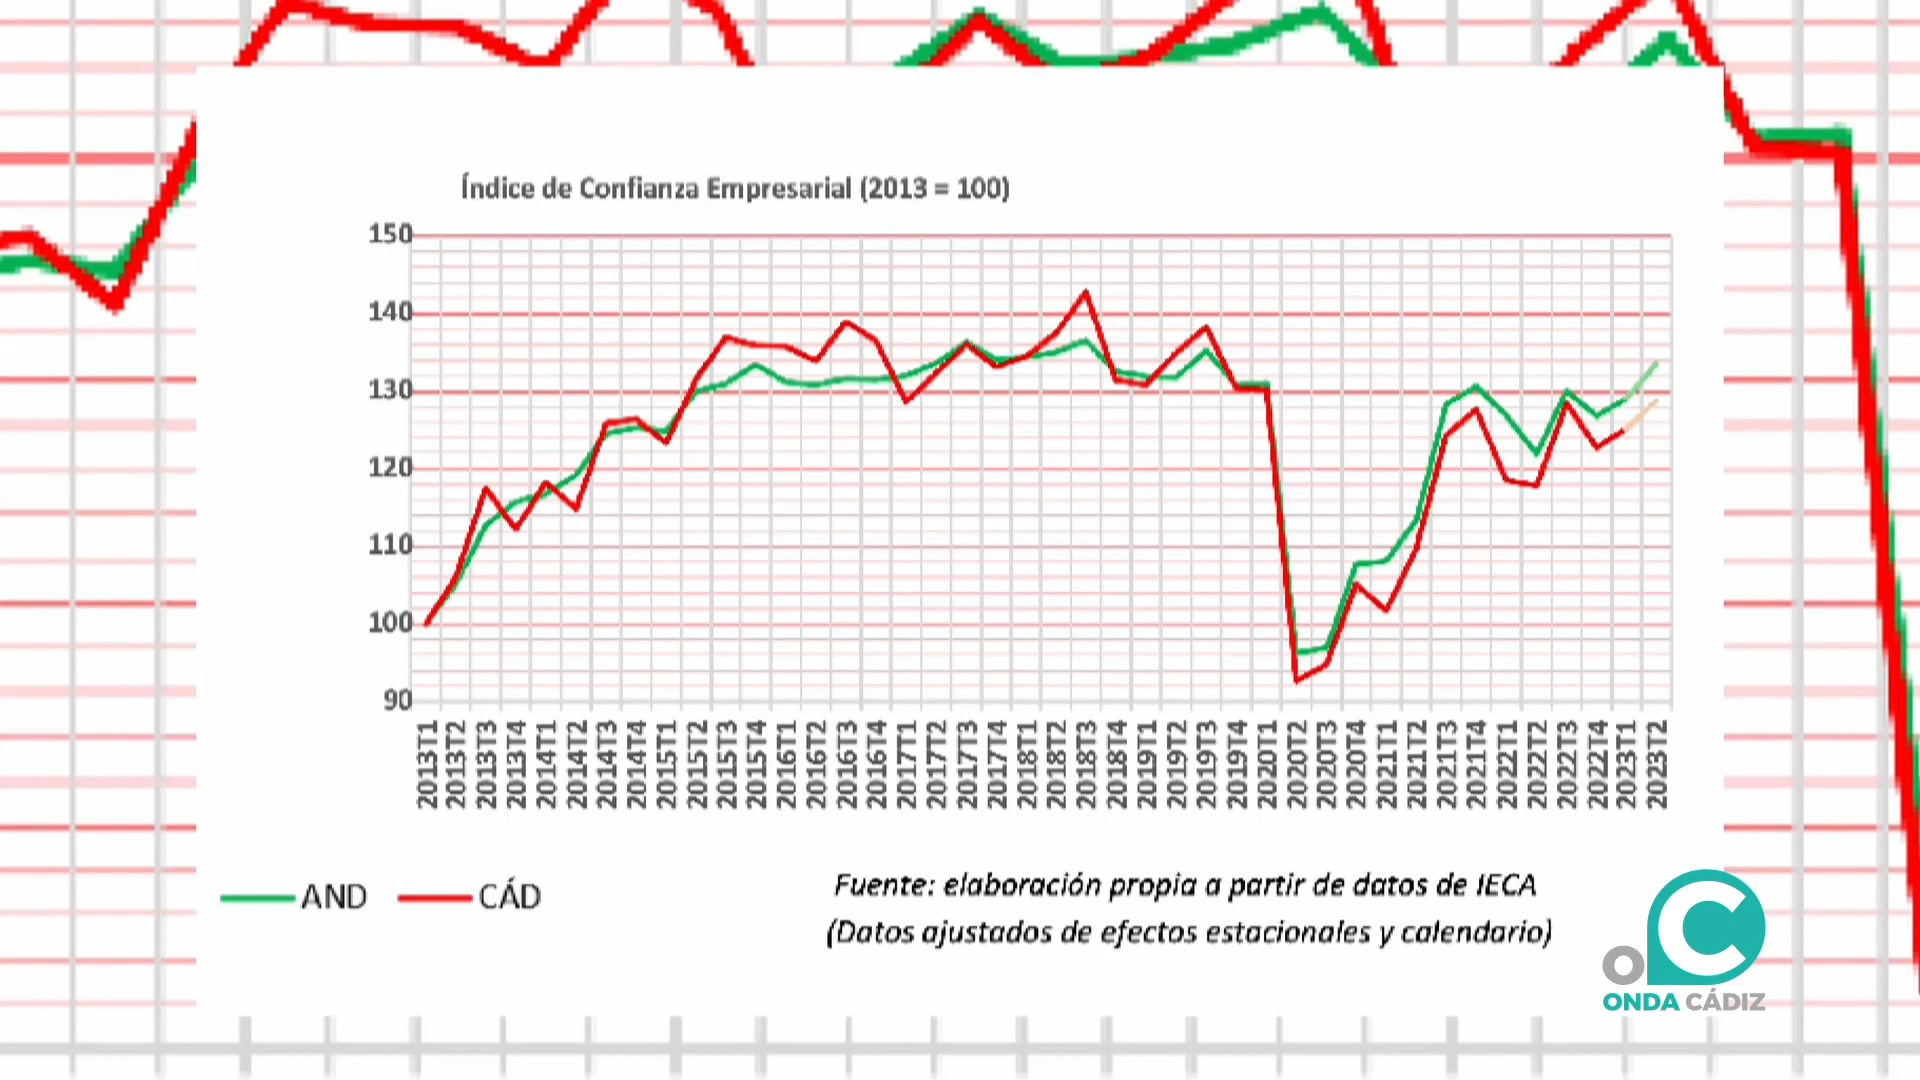 Índice de Confianza Empresarial (2013 = 100)
150
140
130
120
110
100
90
2013T1
2013T2
2013T3
2013T4
2014T1
2014T2
2014T3
2014T4
2015T1
2015T2
2015T3
2015T4
2016T1
2016T2
2016T3
2016T4
2017T1
2017T2
2017T3
2017T4
2018T1
2018T2
2018T3
2018T4
2019T1
2019T2
2019T3
2019T4
2020T1
2020T2
2020T3
2020T4
2021T1
2021T2
2021T3
2021T4
2022T1
2022T2
2022T3
2022T4
2023T1
2023T2
AND CÁD
Fuente: elaboración propia a partir de datos de IECA
(Datos ajustados de efectos estacionales y calendario)
OC
ONDA CÁDIZ